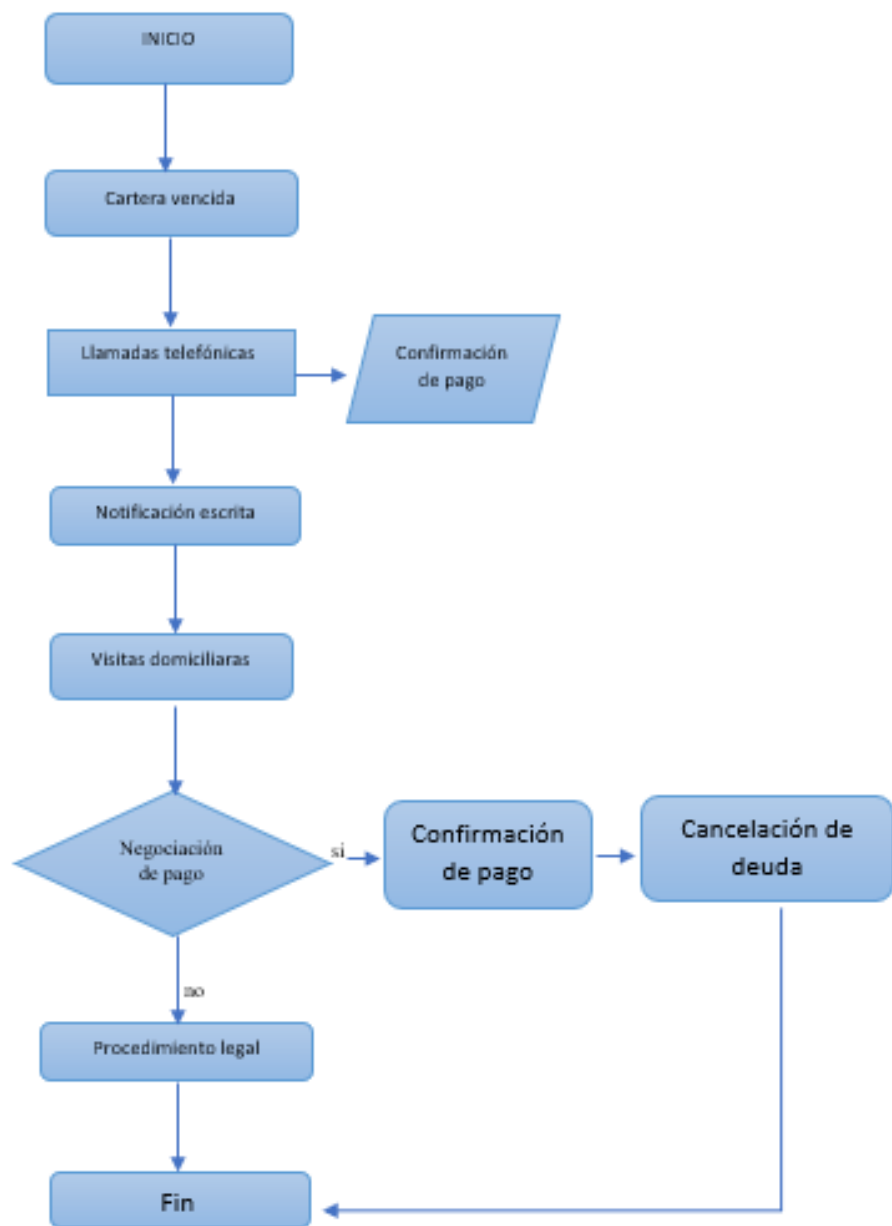 INICIO
Cartera vencida
Llamadas telefónicas
Confirmación
de pago
Notificación escrita
Visitas domiciliaras
Negociación
de pago
si
Confirmación
de pago
Cancelación de
deuda
no
Procedimiento legal
Fin